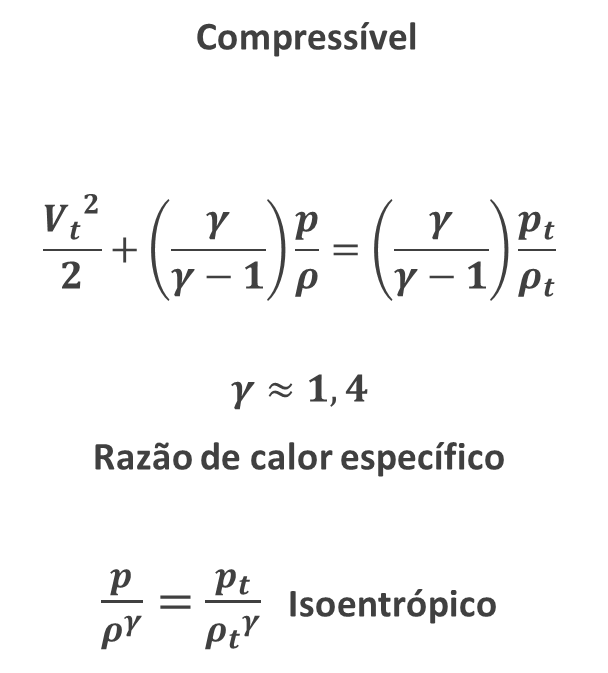 Compressível
V_t²/2 + (γ/(γ − 1)) p/ρ = (γ/(γ − 1)) p_t/ρ_t
γ ≈ 1,4
Razão de calor específico
p/ρ^γ = p_t/ρ_t^γ Isoentrópico